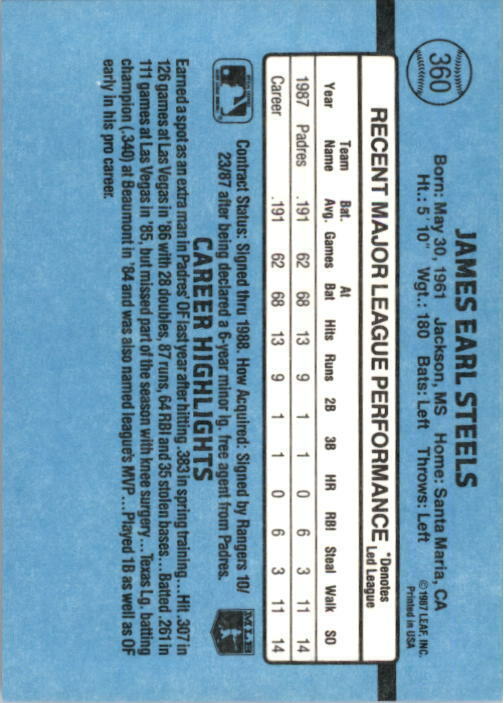 360
JAMES EARL STEELS
Born: May 30, 1961 Jackson, MS Home: Santa Maria, CA
Ht.: 5' 10" Wgt.: 180 Bats: Left Throws: Left
©1987 LEAF, INC.
Printed in USA
RECENT MAJOR LEAGUE PERFORMANCE *Denotes Led League
Year Team Name Bat. Avg. Games At Bat Hits Runs 2B 3B HR RBI Steal Walk SO
1987 Padres .191 62 68 13 9 1 1 0 6 3 11 14
Career .191 62 68 13 9 1 1 0 6 3 11 14
Contract Status: Signed thru 1988. How Acquired: Signed by Rangers 10/
23/87 after being declared a 6-year minor lg. free agent from Padres.
MLB
CAREER HIGHLIGHTS
Earned a spot as an extra man in Padres' OF last year after hitting .383 in spring training...Hit .307 in
126 games at Las Vegas in '86 with 28 doubles, 87 runs, 64 RBI and 35 stolen bases...Batted .261 in
111 games at Las Vegas in '85, but missed part of the season with knee surgery...Texas Lg. batting
champion (.340) at Beaumont in '84 and was also named league's MVP...Played 1B as well as OF
early in his pro career.